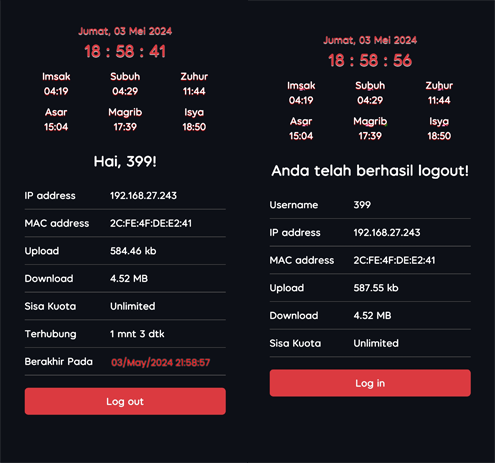 Jumat, 03 Mei 2024
18 : 58 : 41
Imsak Subuh Zuhur
04:19 04:29 11:44
Asar Magrib Isya
15:04 17:39 18:50
Hai, 399!
IP address 192.168.27.243
MAC address 2C:FE:4F:DE:E2:41
Upload 584.46 kb
Download 4.52 MB
Sisa Kuota Unlimited
Terhubung 1 mnt 3 dtk
Berakhir Pada 03/May/2024 21:58:57
Log out
Jumat, 03 Mei 2024
18 : 58 : 56
Imsak Subuh Zuhur
04:19 04:29 11:44
Asar Magrib Isya
15:04 17:39 18:50
Anda telah berhasil logout!
Username 399
IP address 192.168.27.243
MAC address 2C:FE:4F:DE:E2:41
Upload 587.55 kb
Download 4.52 MB
Sisa Kuota Unlimited
Log in